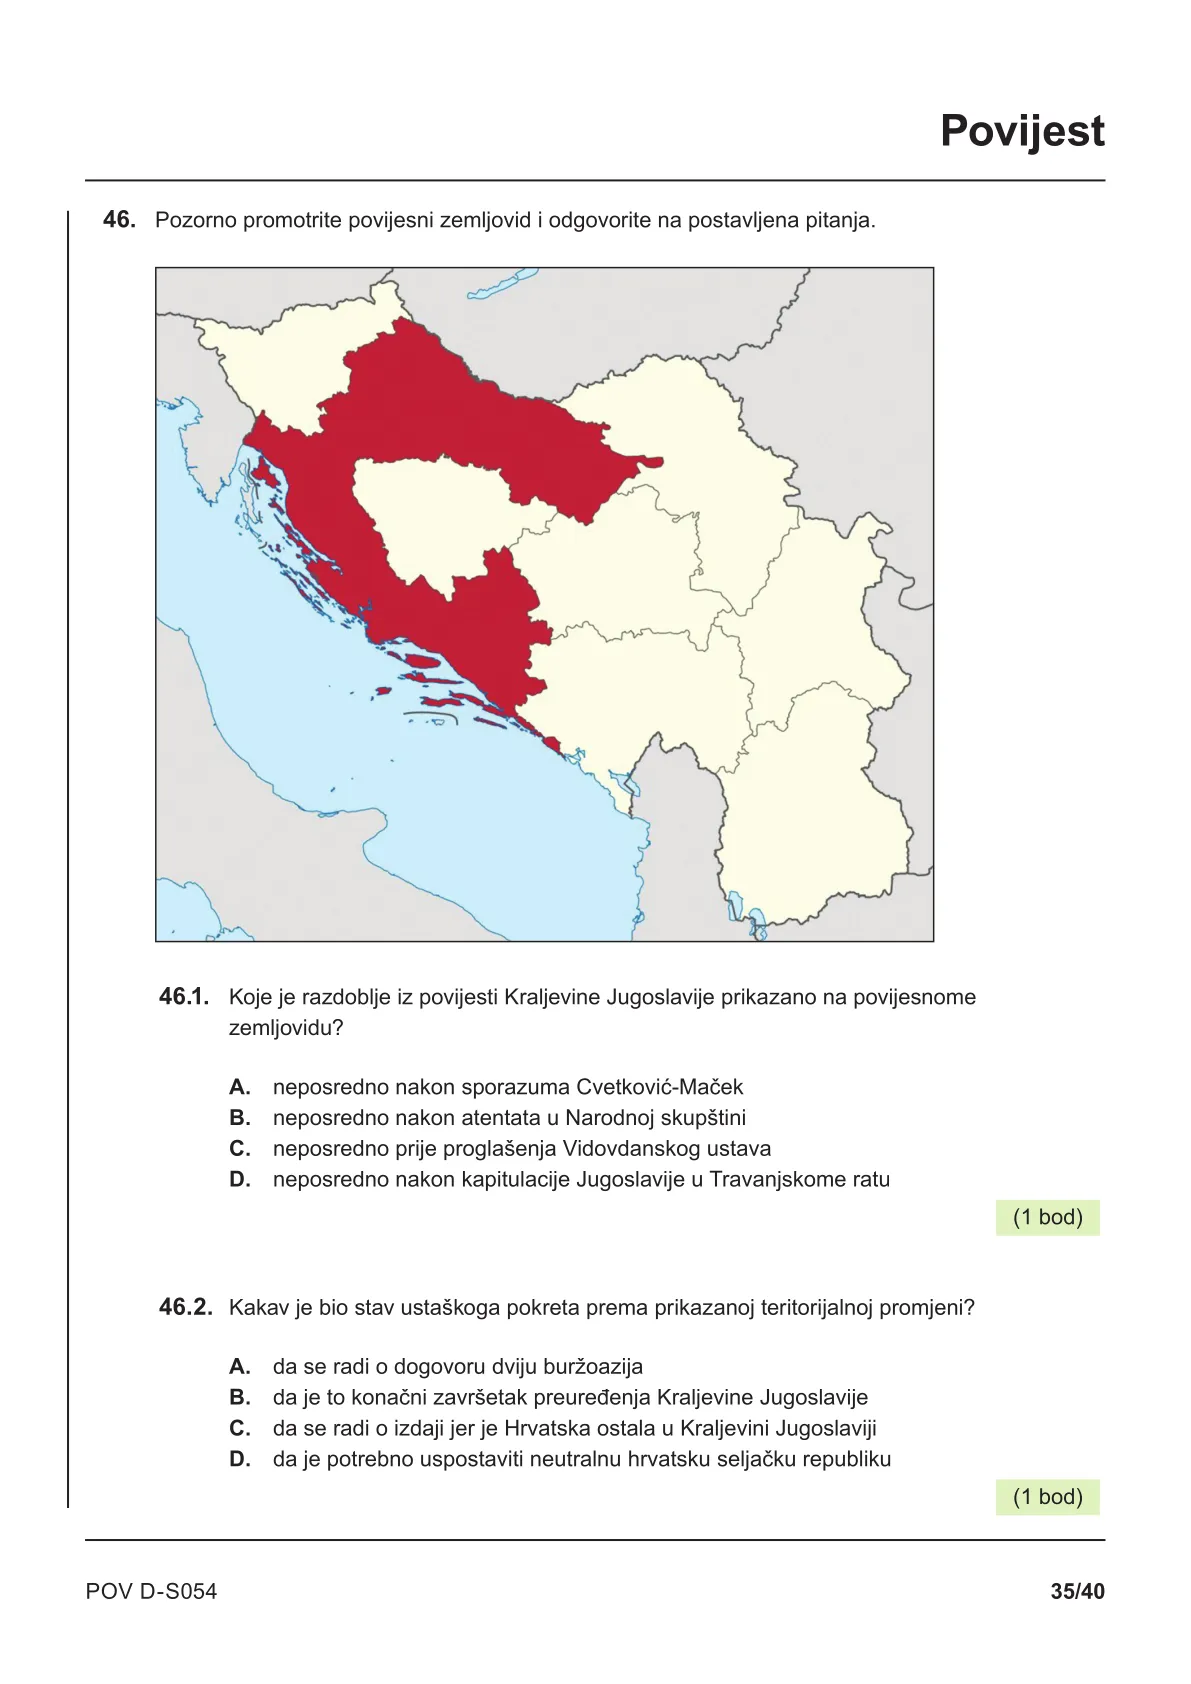 Povijest
46. Pozorno promotrite povijesni zemljovid i odgovorite na postavljena pitanja.
46.1. Koje je razdoblje iz povijesti Kraljevine Jugoslavije prikazano na povijesnome
zemljovidu?
A. neposredno nakon sporazuma Cvetković-Maček
B. neposredno nakon atentata u Narodnoj skupštini
C. neposredno prije proglašenja Vidovdanskog ustava
D. neposredno nakon kapitulacije Jugoslavije u Travanjskome ratu
(1 bod)
46.2. Kakav je bio stav ustaškoga pokreta prema prikazanoj teritorijalnoj promjeni?
A. da se radi o dogovoru dviju buržoazija
B. da je to konačni završetak preuređenja Kraljevine Jugoslavije
C. da se radi o izdaji jer je Hrvatska ostala u Kraljevini Jugoslaviji
D. da je potrebno uspostaviti neutralnu hrvatsku seljačku republiku
(1 bod)
POV D-S054
35/40